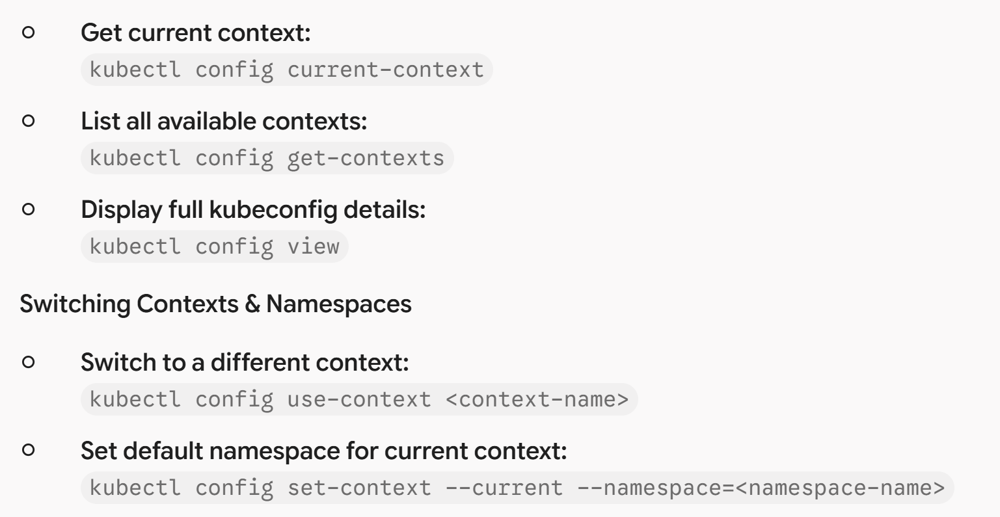 Get current context:
kubectl config current-context
List all available contexts:
kubectl config get-contexts
Display full kubeconfig details:
kubectl config view
Switching Contexts & Namespaces
Switch to a different context:
kubectl config use-context <context-name>
Set default namespace for current context:
kubectl config set-context --current --namespace=<namespace-name>